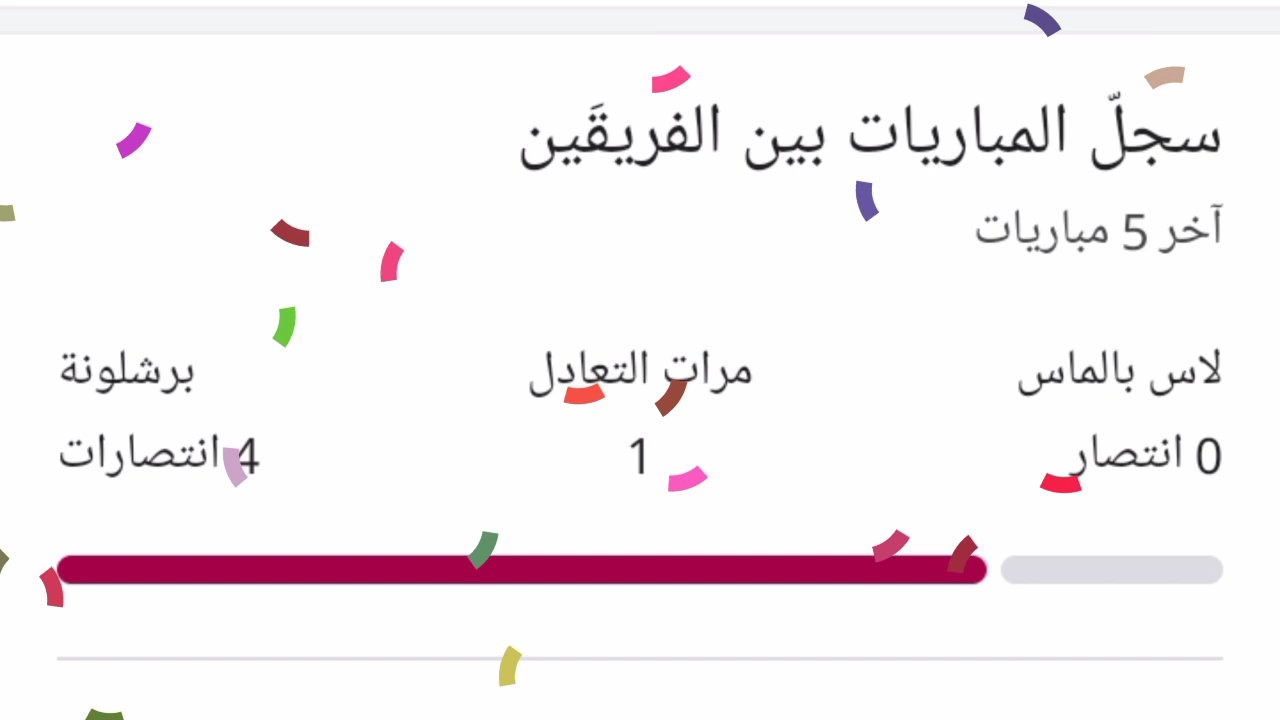 سجلّ المباريات بين الفريقَين
آخر 5 مباريات
لاس بالماس مرات التعادل برشلونة
0 انتصار 1 4 انتصارات